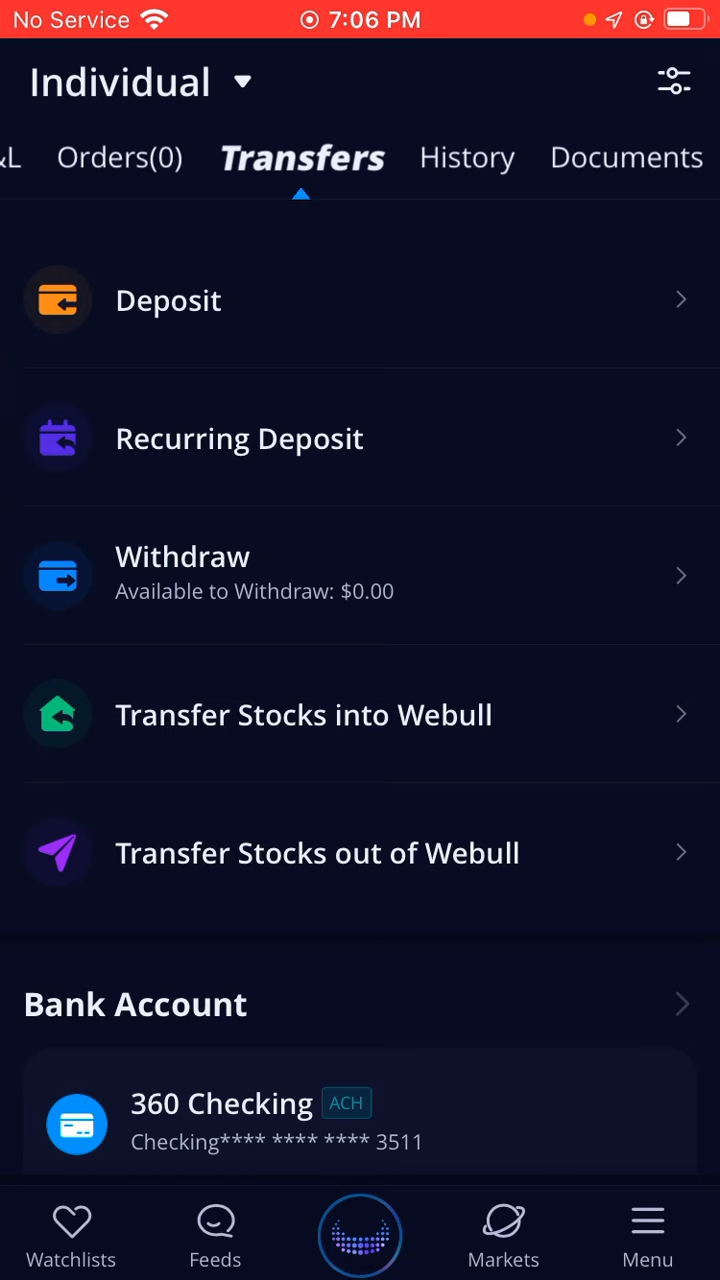 No Service 7:06 PM
Individual
&L Orders(0) Transfers History Documents
Deposit
Recurring Deposit
Withdraw
Available to Withdraw: $0.00
Transfer Stocks into Webull
Transfer Stocks out of Webull
Bank Account
360 Checking ACH
Checking**** **** **** 3511
Watchlists Feeds Markets Menu